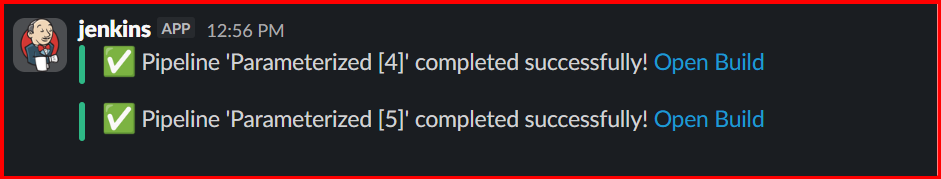 jenkins APP 12:56 PM
✅ Pipeline 'Parameterized [4]' completed successfully! Open Build
✅ Pipeline 'Parameterized [5]' completed successfully! Open Build